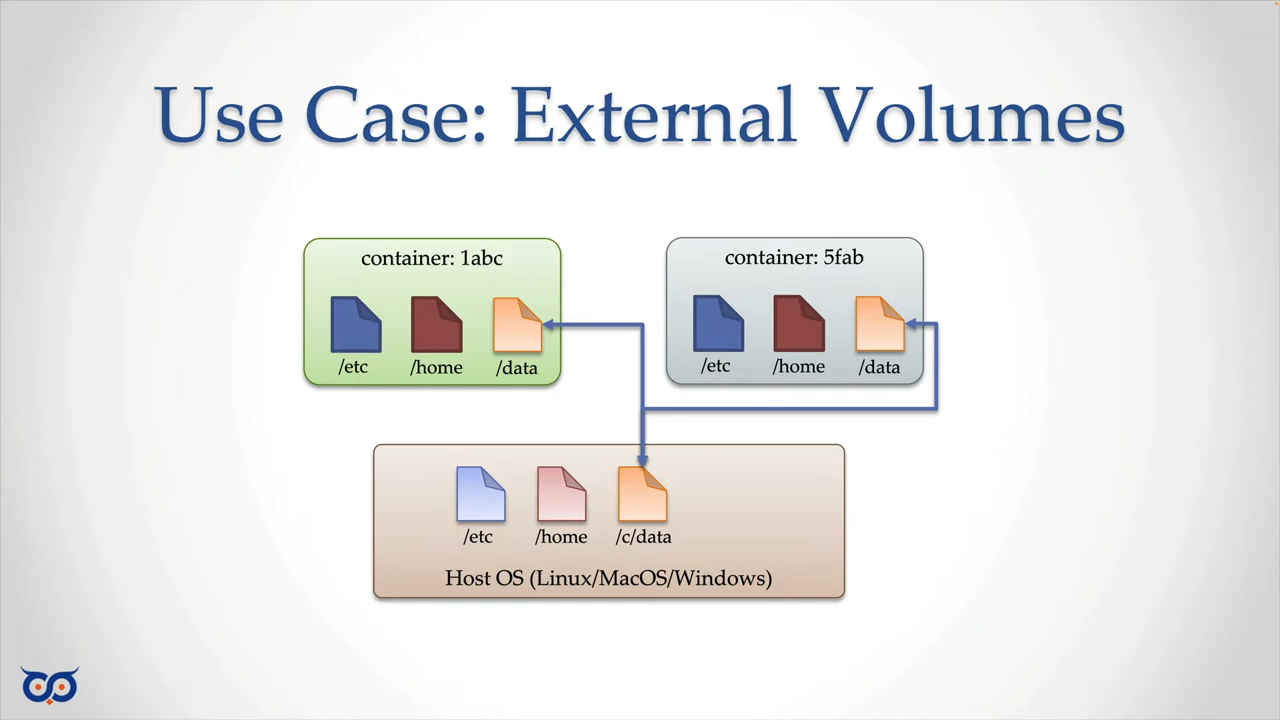 Use Case: External Volumes
container: 1abc
/etc
/home
/data
container: 5fab
/etc
/home
/data
/etc
/home
/c/data
Host OS (Linux/MacOS/Windows)